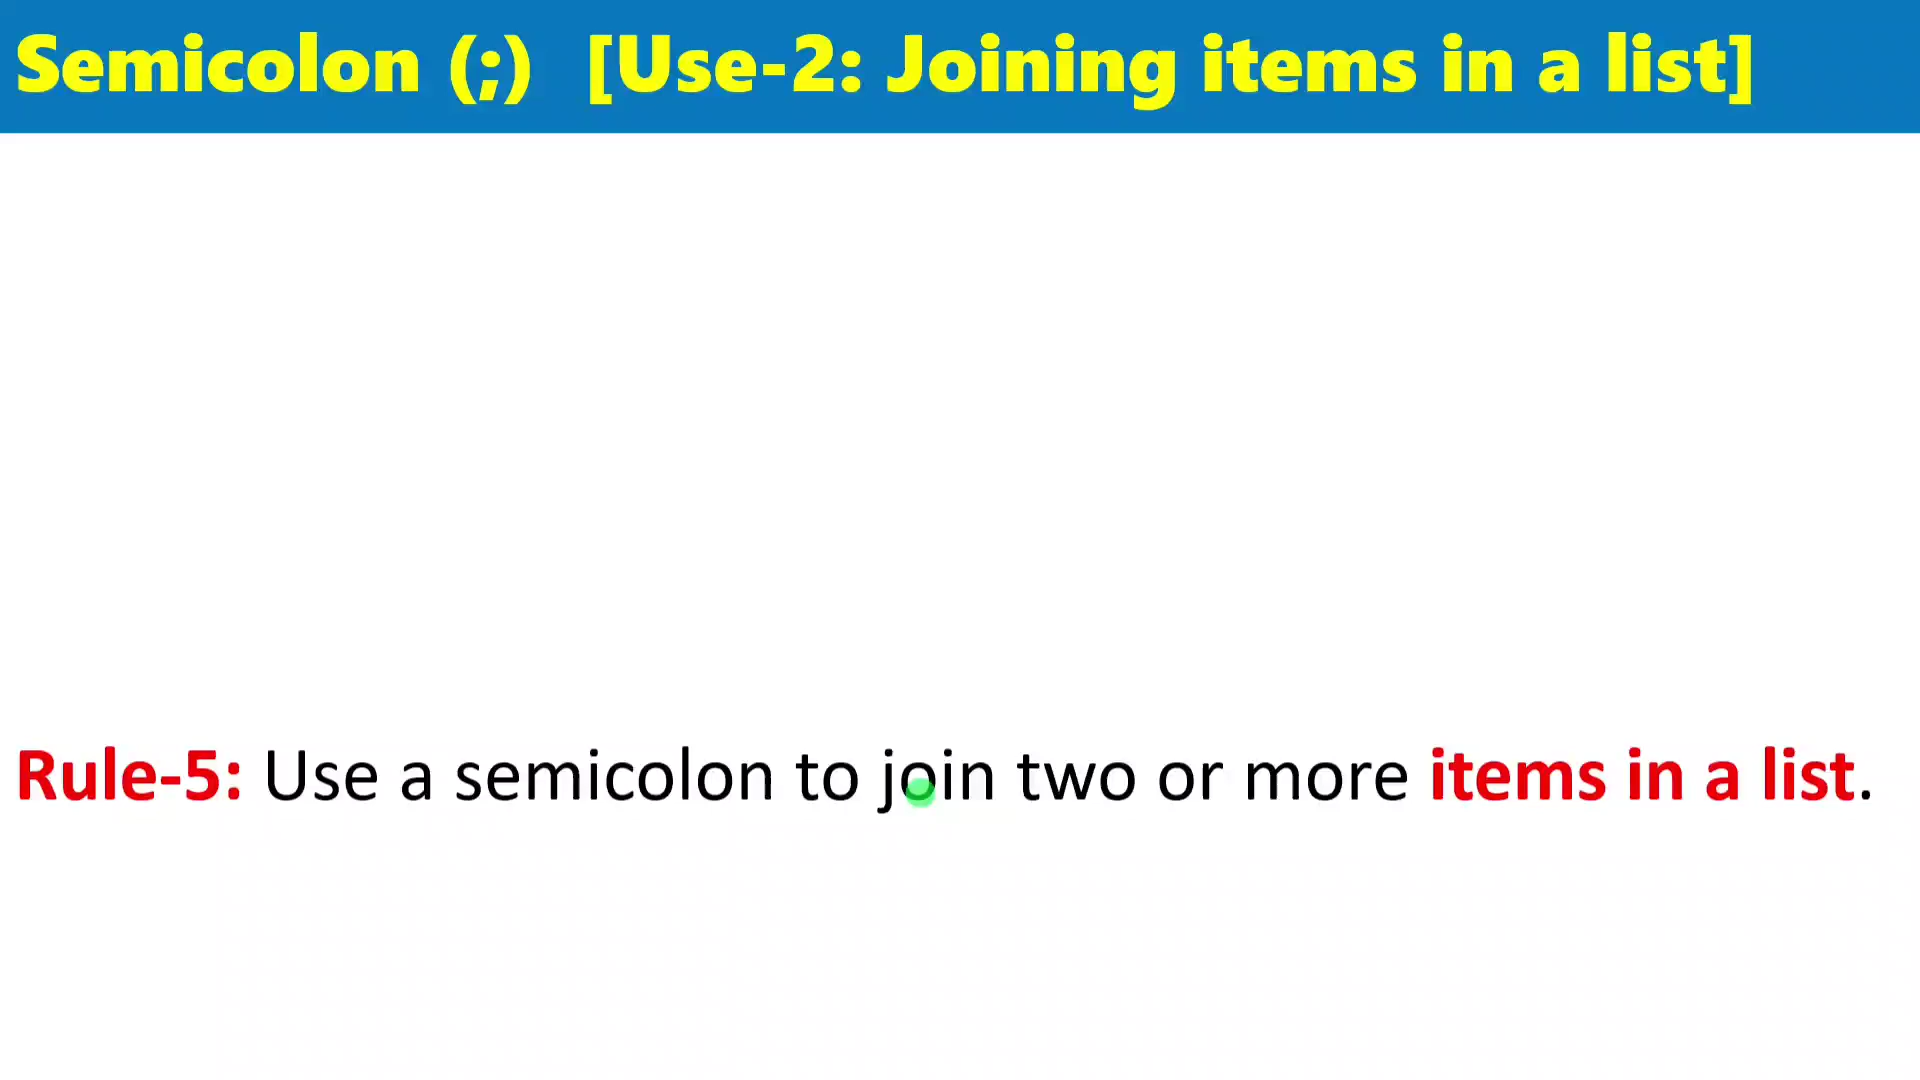 Semicolon (;) [Use-2: Joining items in a list]
Rule-5: Use a semicolon to join two or more items in a list.